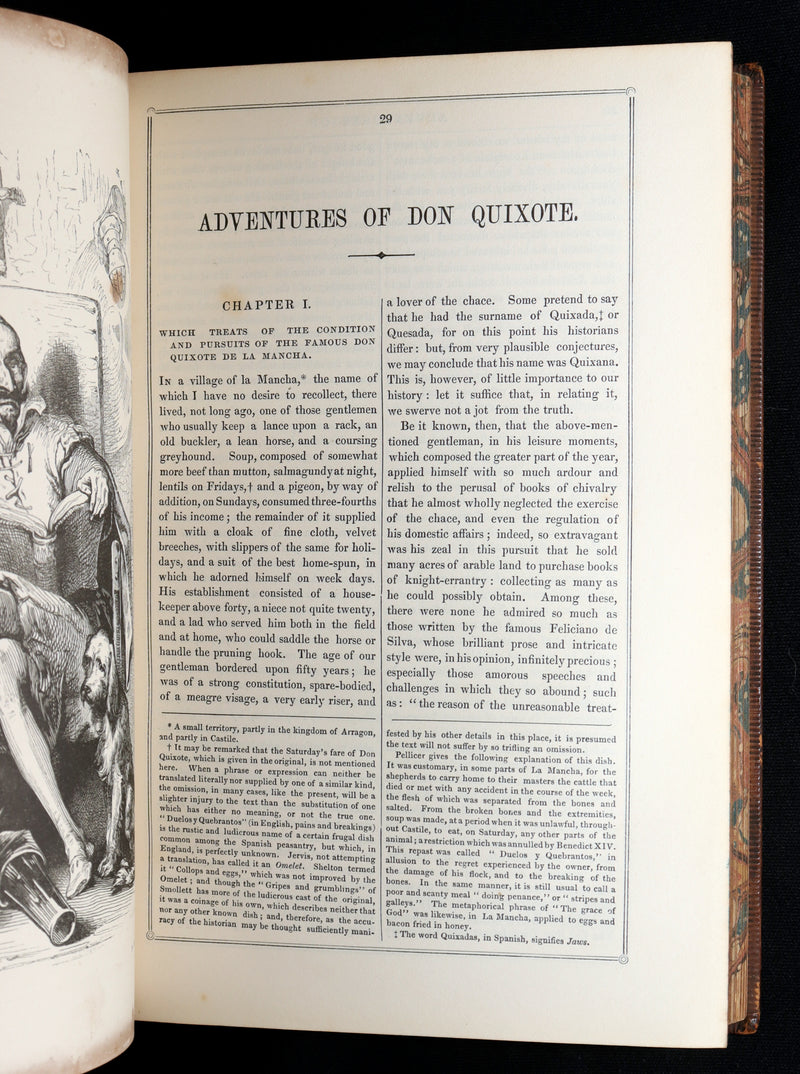 29
ADVENTURES OF DON QUIXOTE.
CHAPTER I.
WHICH TREATS OF THE CONDITION
AND PURSUITS OF THE FAMOUS DON
QUIXOTE DE LA MANCHA.
In a village of la Mancha,* the name of
which I have no desire to recollect, there
lived, not long ago, one of those gentlemen
who usually keep a lance upon a rack, an
old buckler, a lean horse, and a coursing
greyhound. Soup, composed of somewhat
more beef than mutton, salmagundy at night,
lentils on Fridays,† and a pigeon, by way of
addition, on Sundays, consumed three-fourths
of his income; the remainder of it supplied
him with a cloak of fine cloth, velvet
breeches, with slippers of the same for holi-
days, and a suit of the best home-spun, in
which he adorned himself on week days.
His establishment consisted of a house-
keeper above forty, a niece not quite twenty,
and a lad who served him both in the field
and at home, who could saddle the horse or
handle the pruning hook. The age of our
gentleman bordered upon fifty years; he
was of a strong constitution, spare-bodied,
of a meagre visage, a very early riser, and
* A small territory, partly in the kingdom of Arragon,
and partly in Castile.
† It may be remarked that the Saturday's fare of Don
Quixote, which is given in the original, is not mentioned
here. When a phrase or expression can neither be
translated literally nor supplied by one of a similar kind,
the omission, in many cases, like the present, will be a
slighter injury to the text than the substitution of one
which has either no meaning, or not the true one.
"Duelos y Quebrantos" (in English, pains and breakings)
is the rustic and ludicrous name of a certain frugal dish
common among the Spanish peasantry, but which, in
England, is perfectly unknown. Jervis, not attempting
a translation, has called it an Omelet. Shelton termed
it "Collops and eggs," which was not improved by the
Omelet; and though the "Gripes and grumblings" of
Smollett has more of the ludicrous cast of the original,
it was a coinage of his own, which describes neither that
nor any other known dish; and, therefore, as the accu-
racy of the historian may be thought sufficiently mani-
a lover of the chace. Some pretend to say
that he had the surname of Quixada,‡ or
Quesada, for on this point his historians
differ: but, from very plausible conjectures,
we may conclude that his name was Quixana.
This is, however, of little importance to our
history: let it suffice that, in relating it,
we swerve not a jot from the truth.
Be it known, then, that the above-men-
tioned gentleman, in his leisure moments,
which composed the greater part of the year,
applied himself with so much ardour and
relish to the perusal of books of chivalry
that he almost wholly neglected the exercise
of the chace, and even the regulation of
his domestic affairs; indeed, so extravagant
was his zeal in this pursuit that he sold
many acres of arable land to purchase books
of knight-errantry: collecting as many as
he could possibly obtain. Among these,
there were none he admired so much as
those written by the famous Feliciano de
Silva, whose brilliant prose and intricate
style were, in his opinion, infinitely precious;
especially those amorous speeches and
challenges in which they so abound; such
as: "the reason of the unreasonable treat-
fested by his other details in this place, it is presumed
the text will not suffer by so trifling an omission.
Pellicer gives the following explanation of this dish.
It was customary, in some parts of La Mancha, for the
shepherds to carry home to their masters the cattle that
died or met with any accident in the course of the week,
the flesh of which was separated from the bones and
salted. From the broken bones and the extremities,
soup was made, at a period when it was unlawful, through-
out Castile, to eat, on Saturday, any other parts of the
animal; a restriction which was annulled by Benedict XIV.
This repast was called "Duelos y Quebrantos," in
allusion to the regret experienced by the owner, from
the damage of his flock, and to the breaking of the
bones. In the same manner, it is still usual to call a
poor and scanty meal "doing penance," or "stripes and
galleys." The metaphorical phrase of "The grace of
God" was likewise, in La Mancha, applied to eggs and
bacon fried in honey.
‡ The word Quixadas, in Spanish, signifies Jaws.